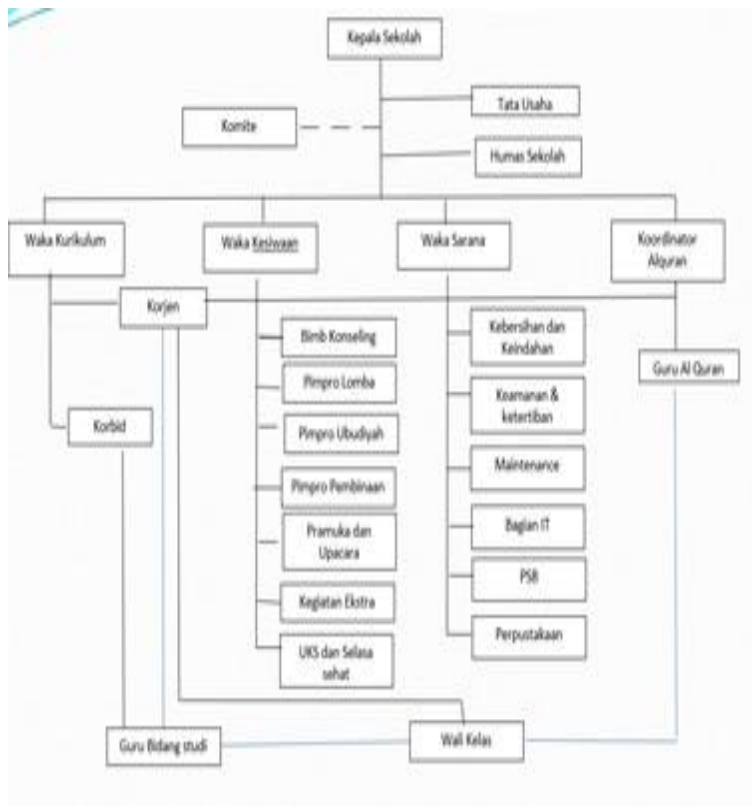 Kepala Sekolah
Tata Usaha
Komite
Humas Sekolah
Waka Kurikulum
Waka Kesiwaan
Waka Sarana
Koordinator
Alquran
Korjen
Bimb Konseling
Kebersihan dan
Keindahan
Guru Al Quran
Pimpro Lomba
Keamanan &
ketertiban
Korbid
Pimpro Ubudiyah
Maintenance
Pimpro Pembinaan
Pramuka dan
Upacara
Bagian IT
PSB
Kegiatan Ekstra
Perpustakaan
UKS dan Selasa
sehat
Guru Bidang studi
Wali Kelas